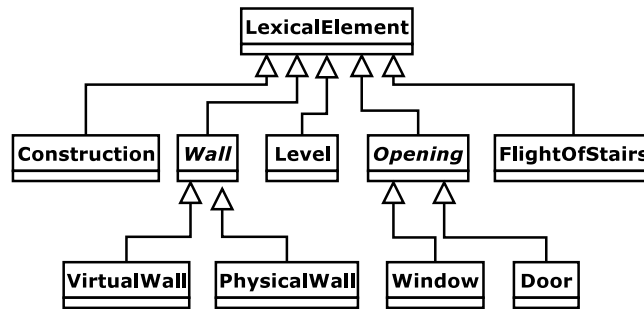 LexicalElement
Construction
Wall
Level
Opening
FlightOfStairs
VirtualWall
PhysicalWall
Window
Door